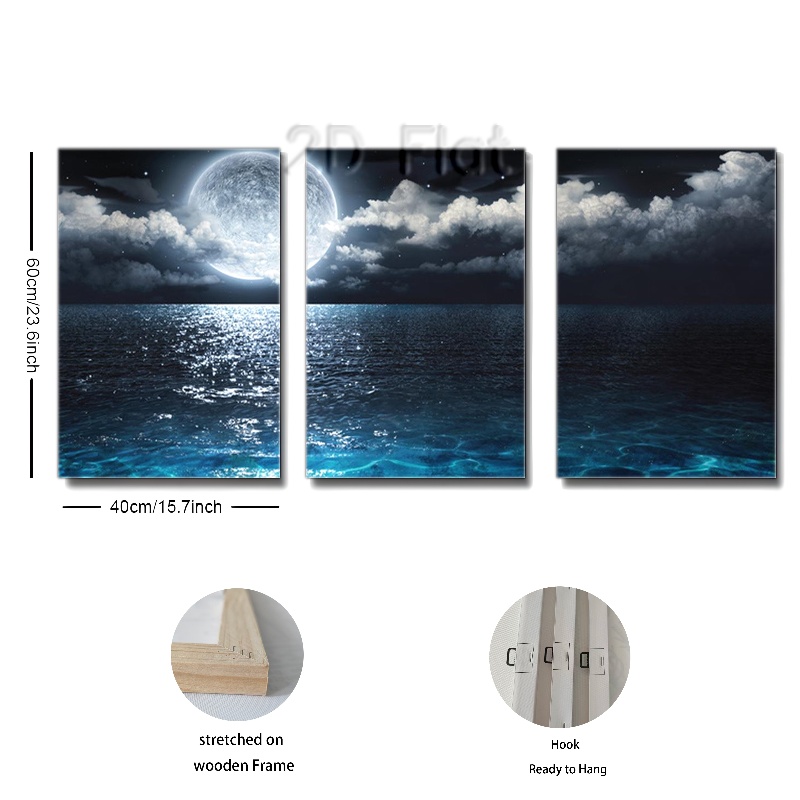 2D Flat
60cm/23.6inch
40cm/15.7inch
stretched on
wooden Frame
Hook
Ready to Hang